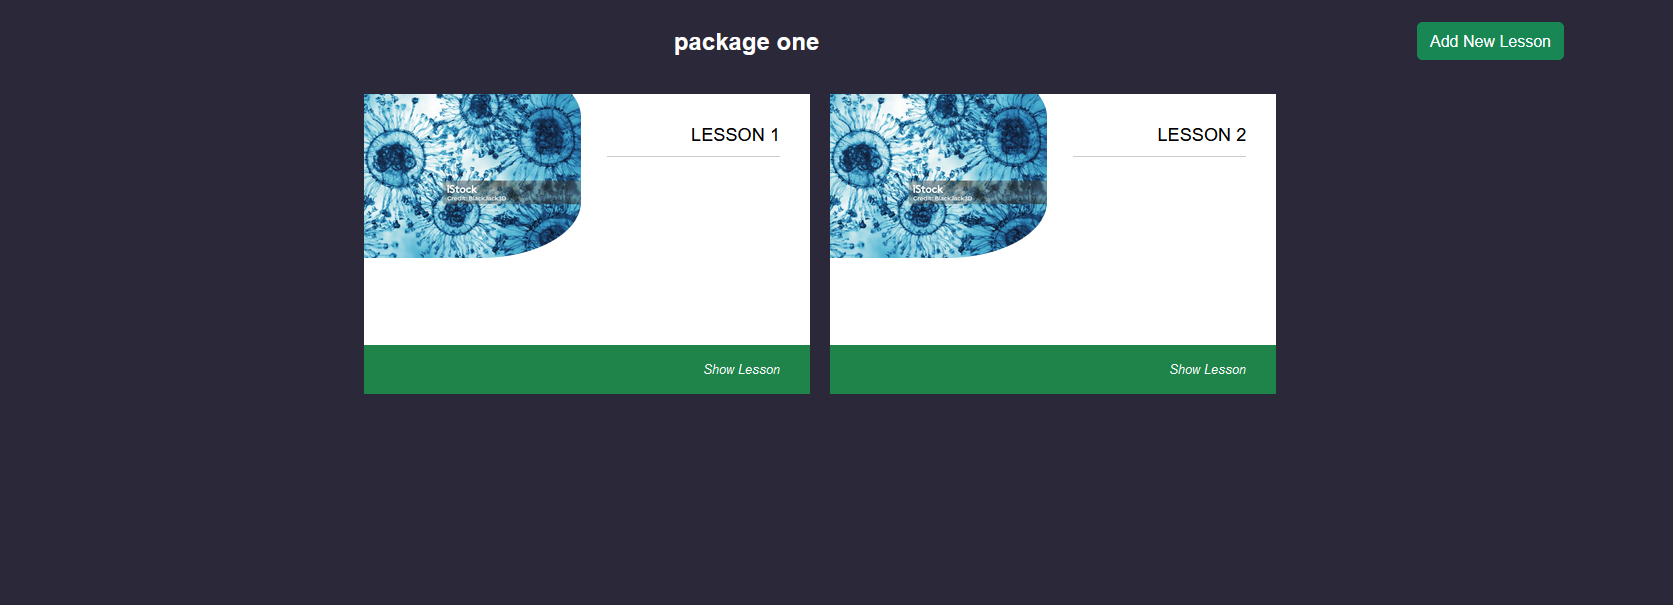 package one
Add New Lesson
LESSON 1
iStock
Credit: BlackJack3D
Show Lesson
LESSON 2
iStock
Credit: BlackJack3D
Show Lesson